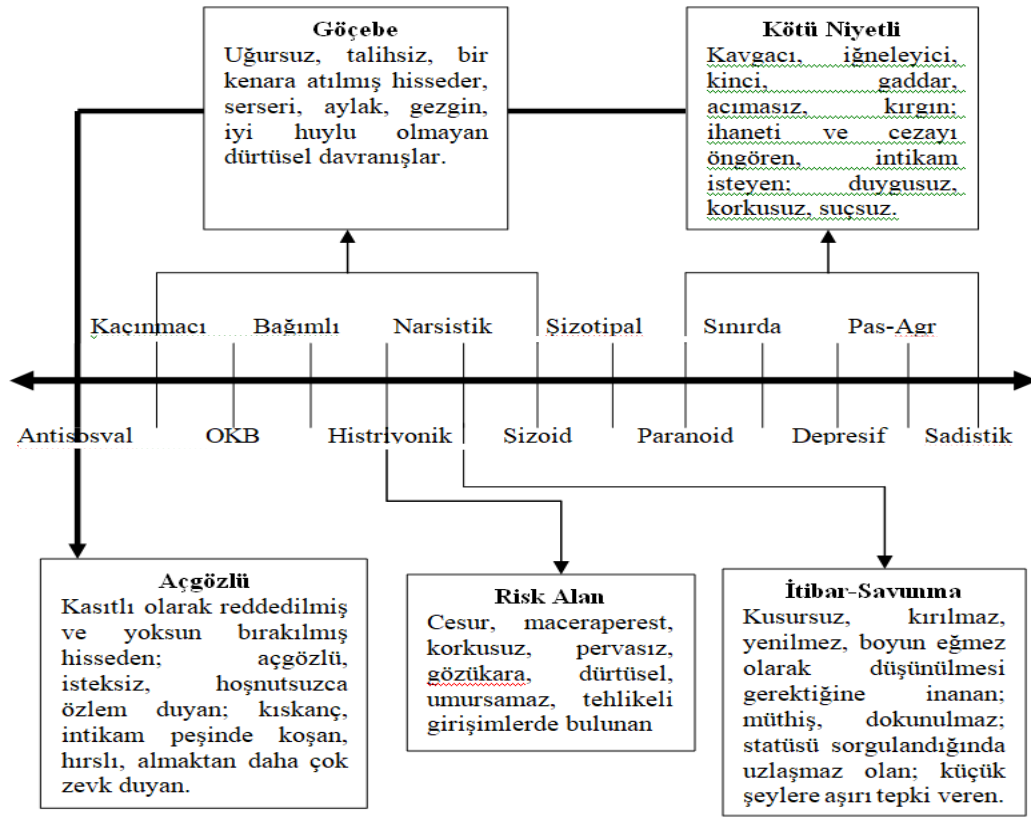 Göçebe
Uğursuz, talihsiz, bir
kenara atılmış hisseder,
serseri, aylak, gezgin,
iyi huylu olmayan
dürtüsel davranışlar.
Kötü Niyetli
Kavgacı, iğneleyici,
kinci, gaddar,
acımasız, kırgın;
ihaneti ve cezayı
öngören, intikam
isteyen; duygusuz,
korkusuz, suçsuz.
Kaçınmacı Bağımlı Narsistik Şizotipal Sınırda Pas-Agr
Antisosyal OKB Histriyonik Şizoid Paranoid Depresif Sadistik
Açgözlü
Kasıtlı olarak reddedilmiş
ve yoksun bırakılmış
hisseden; açgözlü,
isteksiz, hoşnutsuzca
özlem duyan; kıskanç,
intikam peşinde koşan,
hırslı, almaktan daha çok
zevk duyan.
Risk Alan
Cesur, maceraperest,
korkusuz, pervasız,
gözükara, dürtüsel,
umursamaz, tehlikeli
girişimlerde bulunan
İtibar-Savunma
Kusursuz, kırılmaz,
yenilmez, boyun eğmez
olarak düşünülmesi
gerektiğine inanan;
müthiş, dokunulmaz;
statüsü sorgulandığında
uzlaşmaz olan; küçük
şeylere aşırı tepki veren.